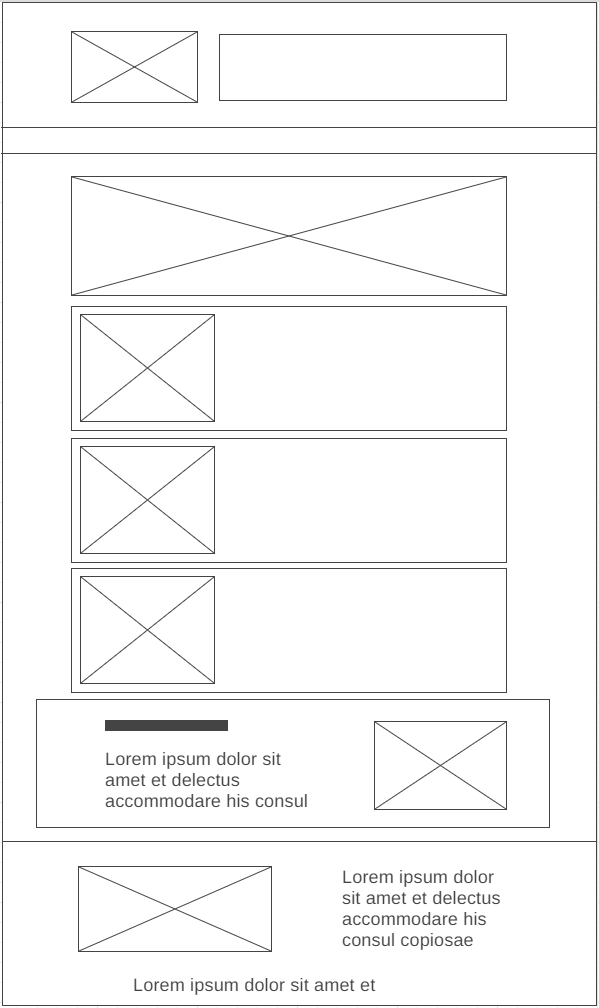 Lorem ipsum dolor sit
amet et delectus
accommodare his consul
Lorem ipsum dolor
sit amet et delectus
accommodare his
consul copiosae
Lorem ipsum dolor sit amet et